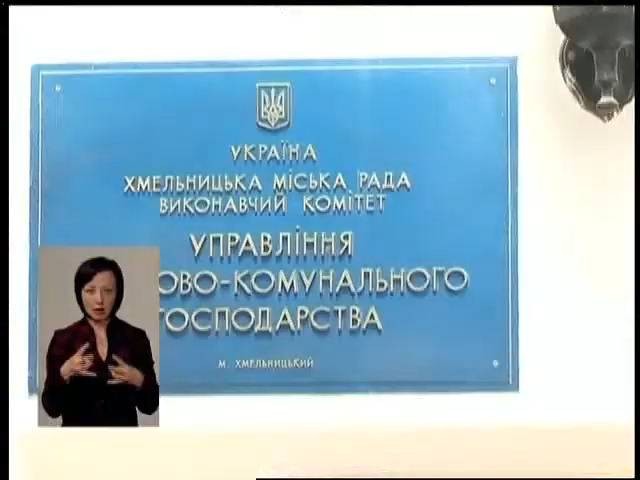 УКРАЇНА
ХМЕЛЬНИЦЬКА МІСЬКА РАДА
ВИКОНАВЧИЙ КОМІТЕТ
УПРАВЛІННЯ
ОВО-КОМУНАЛЬНОГО
ГОСПОДАРСТВА
М. ХМЕЛЬНИЦЬКИЙ